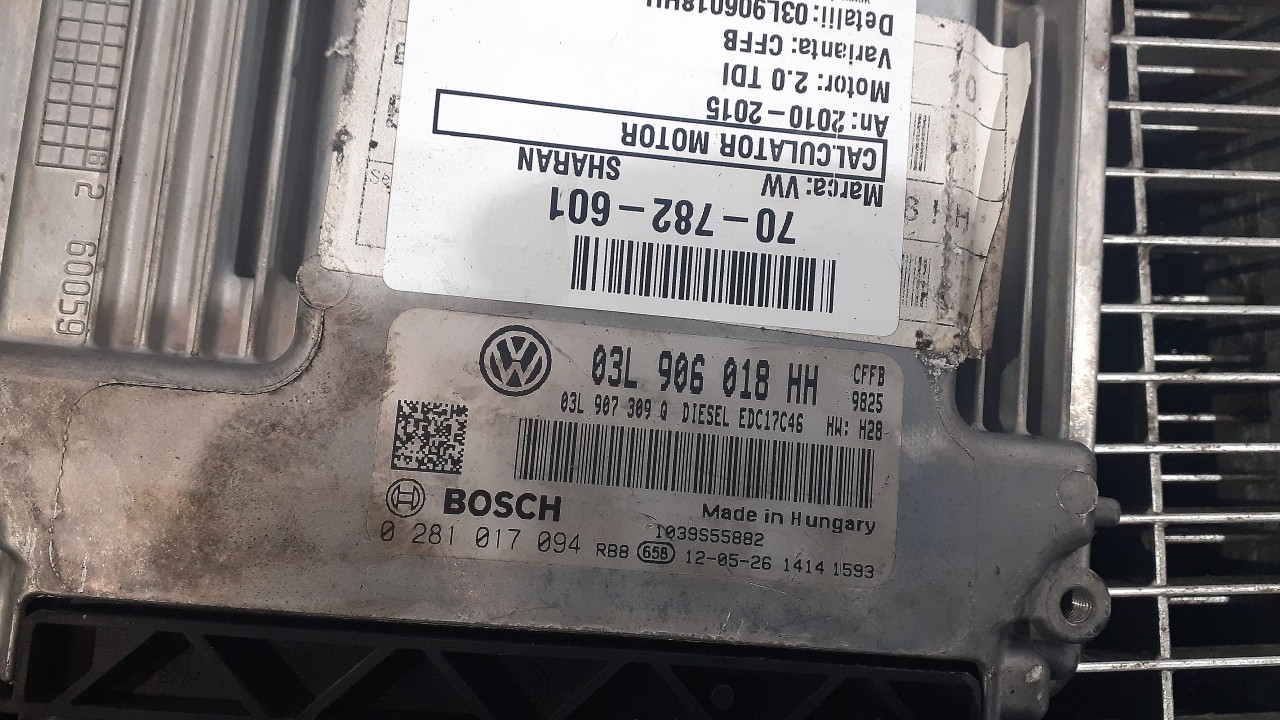 70-782-601
Marca: VW SHARAN
CALCULATOR MOTOR
An: 2010-2015
Motor: 2.0 TDI
Varianta: CFFB
Detalii: 03L906018HH
60059
03L 906 018 HH CFFB
9825
03L 907 309 Q DIESEL EDC17C46 HW: H28
BOSCH
Made in Hungary
1039S55882
0 281 017 094 RB8 658 12-05-26 1414 1593